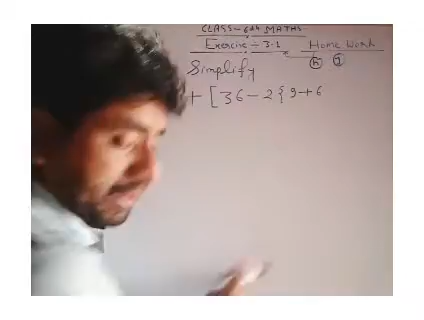 CLASS-6th MATHS
Exercise ÷ 3.1 Home Work
Simplify (h) (J)
+ [36 - 2{9+6